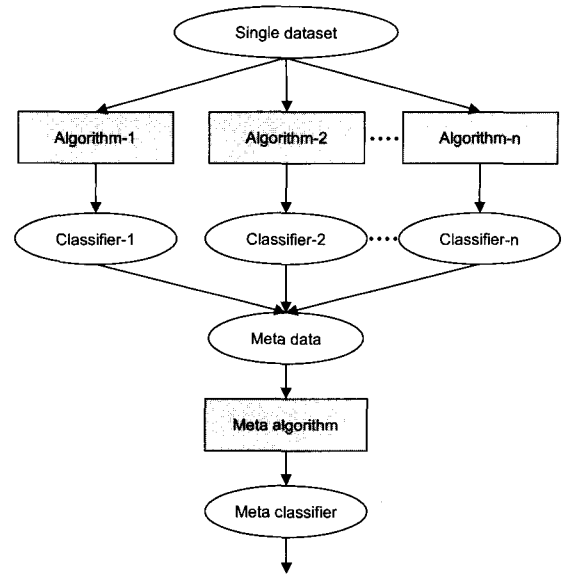 Single dataset
Algorithm-1
Algorithm-2
Algorithm-n
Classifier-1
Classifier-2
Classifier-n
Meta data
Meta algorithm
Meta classifier